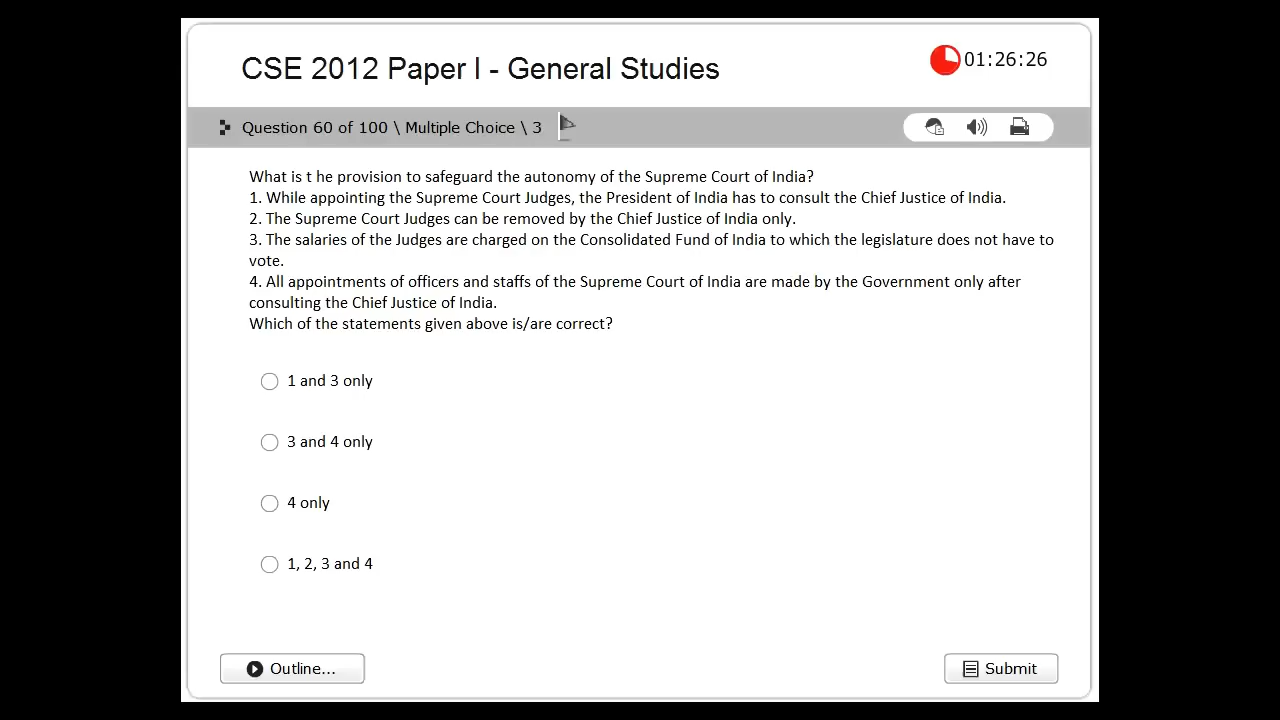 CSE 2012 Paper I - General Studies
01:26:26
Question 60 of 100 \ Multiple Choice \ 3
What is t he provision to safeguard the autonomy of the Supreme Court of India?
1. While appointing the Supreme Court Judges, the President of India has to consult the Chief Justice of India.
2. The Supreme Court Judges can be removed by the Chief Justice of India only.
3. The salaries of the Judges are charged on the Consolidated Fund of India to which the legislature does not have to
vote.
4. All appointments of officers and staffs of the Supreme Court of India are made by the Government only after
consulting the Chief Justice of India.
Which of the statements given above is/are correct?
1 and 3 only
3 and 4 only
4 only
1, 2, 3 and 4
Outline...
Submit